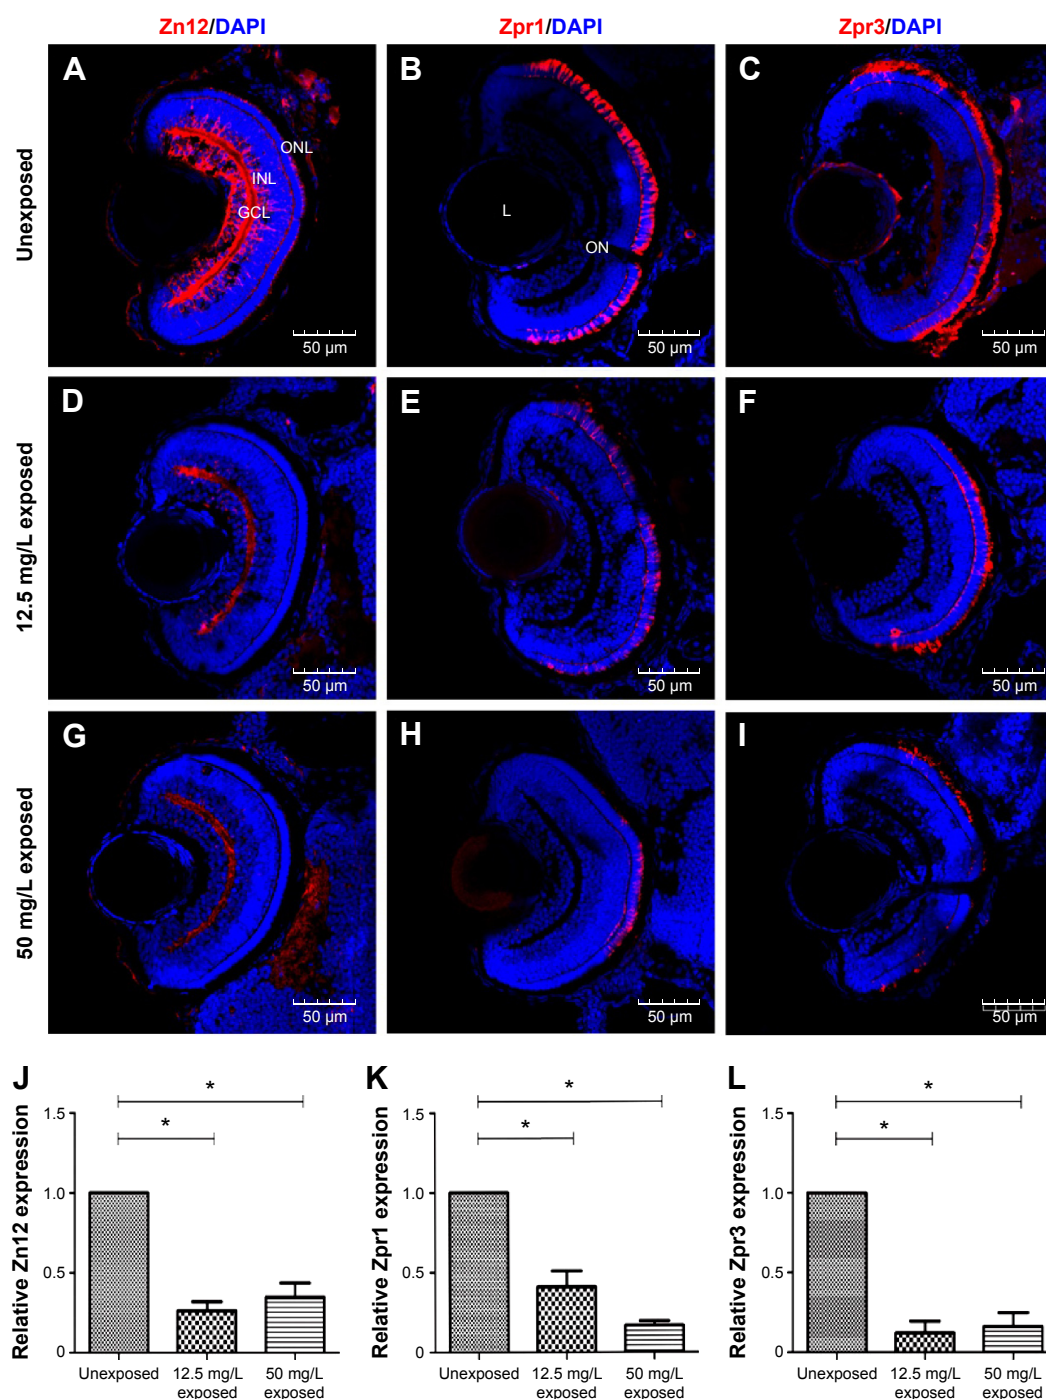 Zn12/DAPI
Zpr1/DAPI
Zpr3/DAPI
Unexposed
A
ONL
INL
GCL
50 µm
B
L
ON
50 µm
C
50 µm
12.5 mg/L exposed
D
50 µm
E
50 µm
F
50 µm
50 mg/L exposed
G
50 µm
H
50 µm
I
50 µm
J
Relative Zn12 expression
1.5
1.0
0.5
0
*
*
Unexposed
12.5 mg/L
exposed
50 mg/L
exposed
K
Relative Zpr1 expression
1.5
1.0
0.5
0
*
*
Unexposed
12.5 mg/L
exposed
50 mg/L
exposed
L
Relative Zpr3 expression
1.5
1.0
0.5
0
*
*
Unexposed
12.5 mg/L
exposed
50 mg/L
exposed